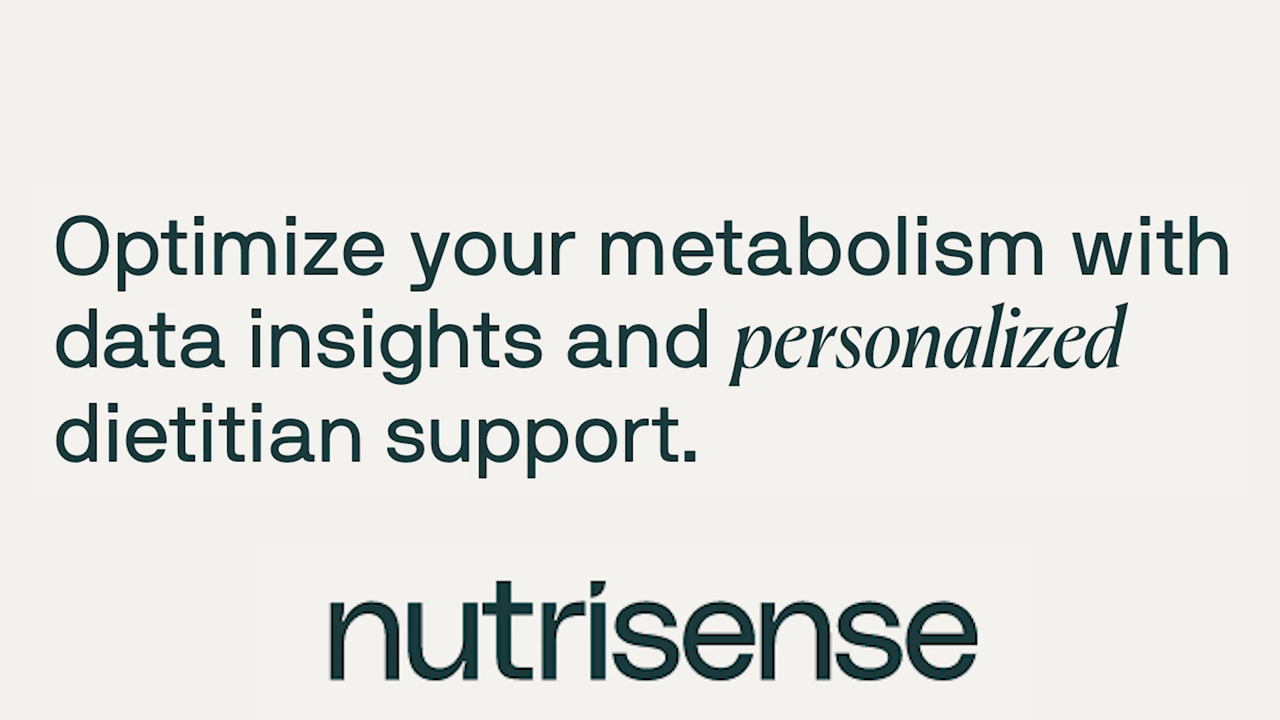 Optimize your metabolism with
data insights and personalized
dietitian support.
nutrisense